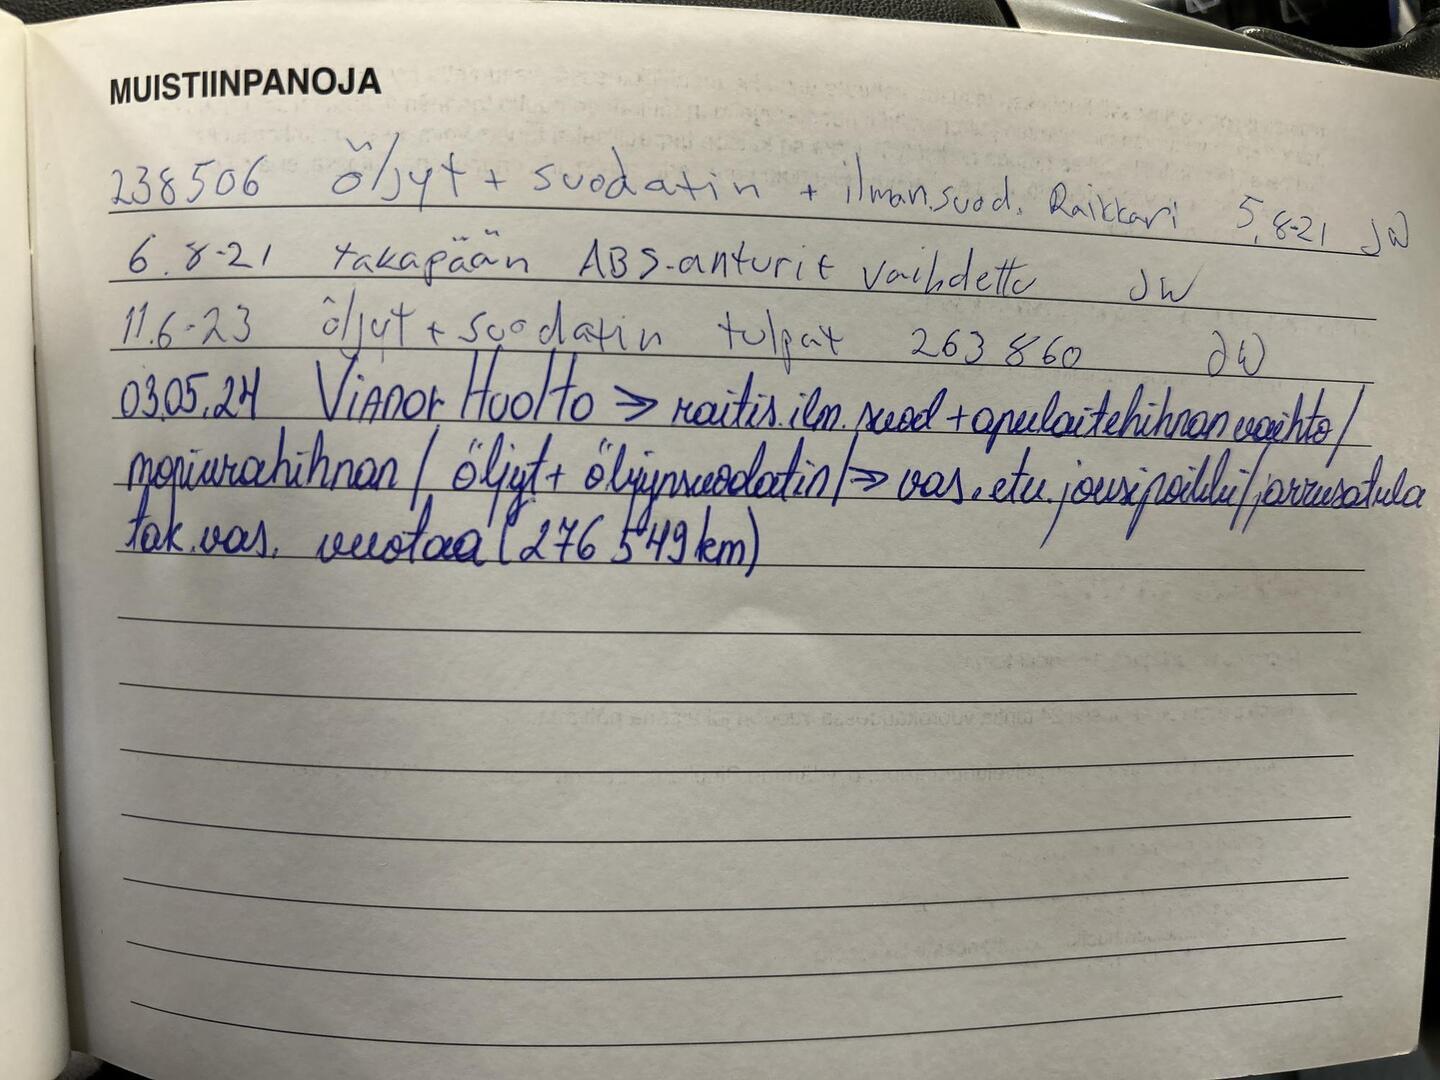 MUISTIINPANOJA
238506 Öljyt + suodatin + ilman.suod. Raikkari 5.8-21 JW
6.8-21 takapään ABS-anturit vaihdettu JW
11.6-23 öljyt + suodatin tulpat 263 860 JW
03.05.24 Vianor Huolto => raitis.ilm.suod + apulaitehihnan vaihto/
moniurahihnan / öljyt + öljynsuodatin/=> vas.etu.jousi poikki/jarrusatula
tak.vas. vuotaa (276 549 km)